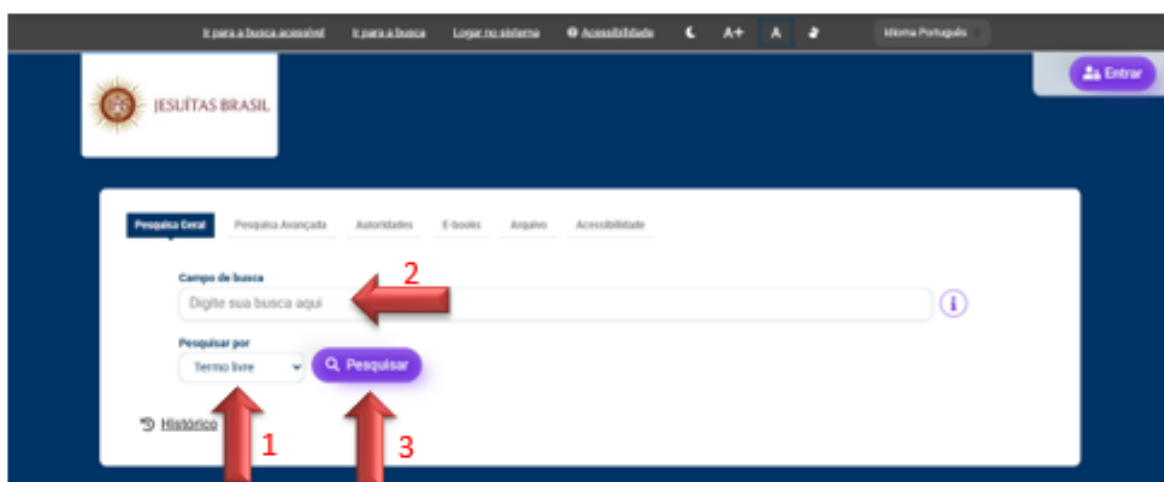 Ir para a busca acessível Ir para a busca Logar no sistema Acessibilidade A+ A Idioma Português
Entrar
JESUÍTAS BRASIL
Pesquisa Geral Pesquisa Avançada Autoridades E-books Arquivo Acessibilidade
Campo de busca
2
Digite sua busca aqui
i
Pesquisar por
Termo livre Pesquisar
Histórico
1
3